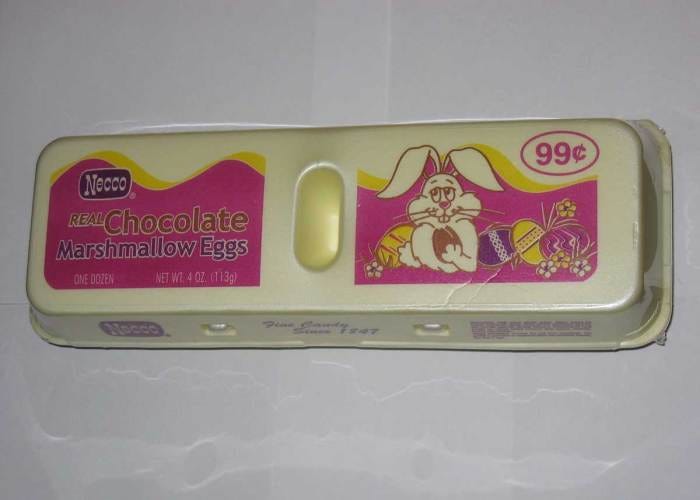 Necco
REAL Chocolate
Marshmallow Eggs
ONE DOZEN NET WT. 4 OZ. (113g)
99¢
Necco
Fine Candy
Since 1847